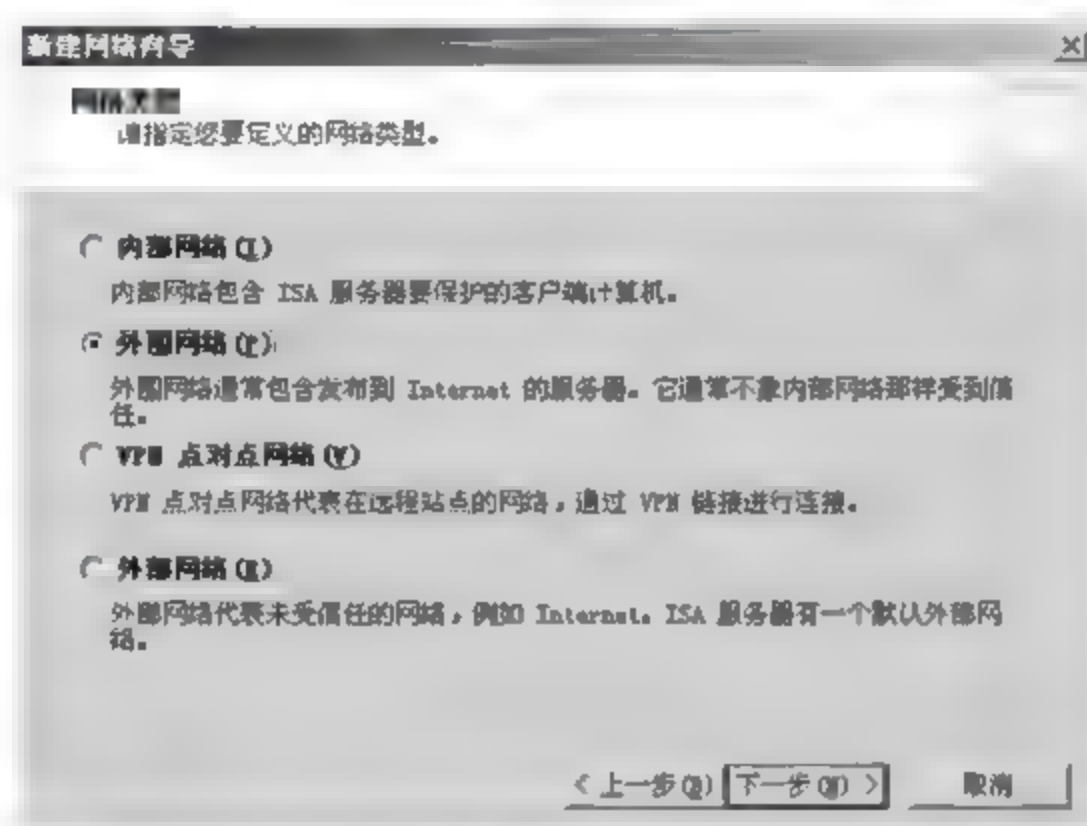 新建网络向导
网络类型
请指定您要定义的网络类型。
内部网络(I)
内部网络包含 ISA 服务器要保护的客户端计算机。
外围网络(P)
外围网络通常包含发布到 Internet 的服务器。它通常不象内部网络那样受到信
任。
VPN 点对点网络(V)
VPN 点对点网络代表在远程站点的网络,通过 VPN 链接进行连接。
外部网络(E)
外部网络代表未受信任的网络,例如 Internet。ISA 服务器有一个默认外部网
络。
< 上一步(B) 下一步(N) > 取消